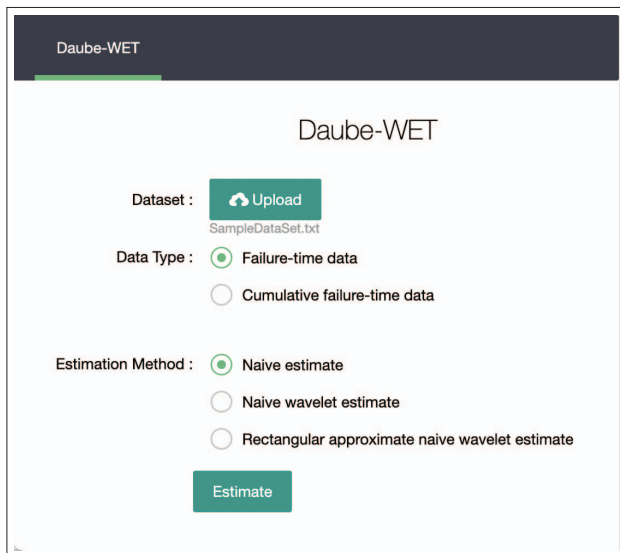 Daube-WET
Daube-WET
Dataset : Upload
SampleDataSet.txt
Data Type : Failure-time data
Cumulative failure-time data
Estimation Method : Naive estimate
Naive wavelet estimate
Rectangular approximate naive wavelet estimate
Estimate